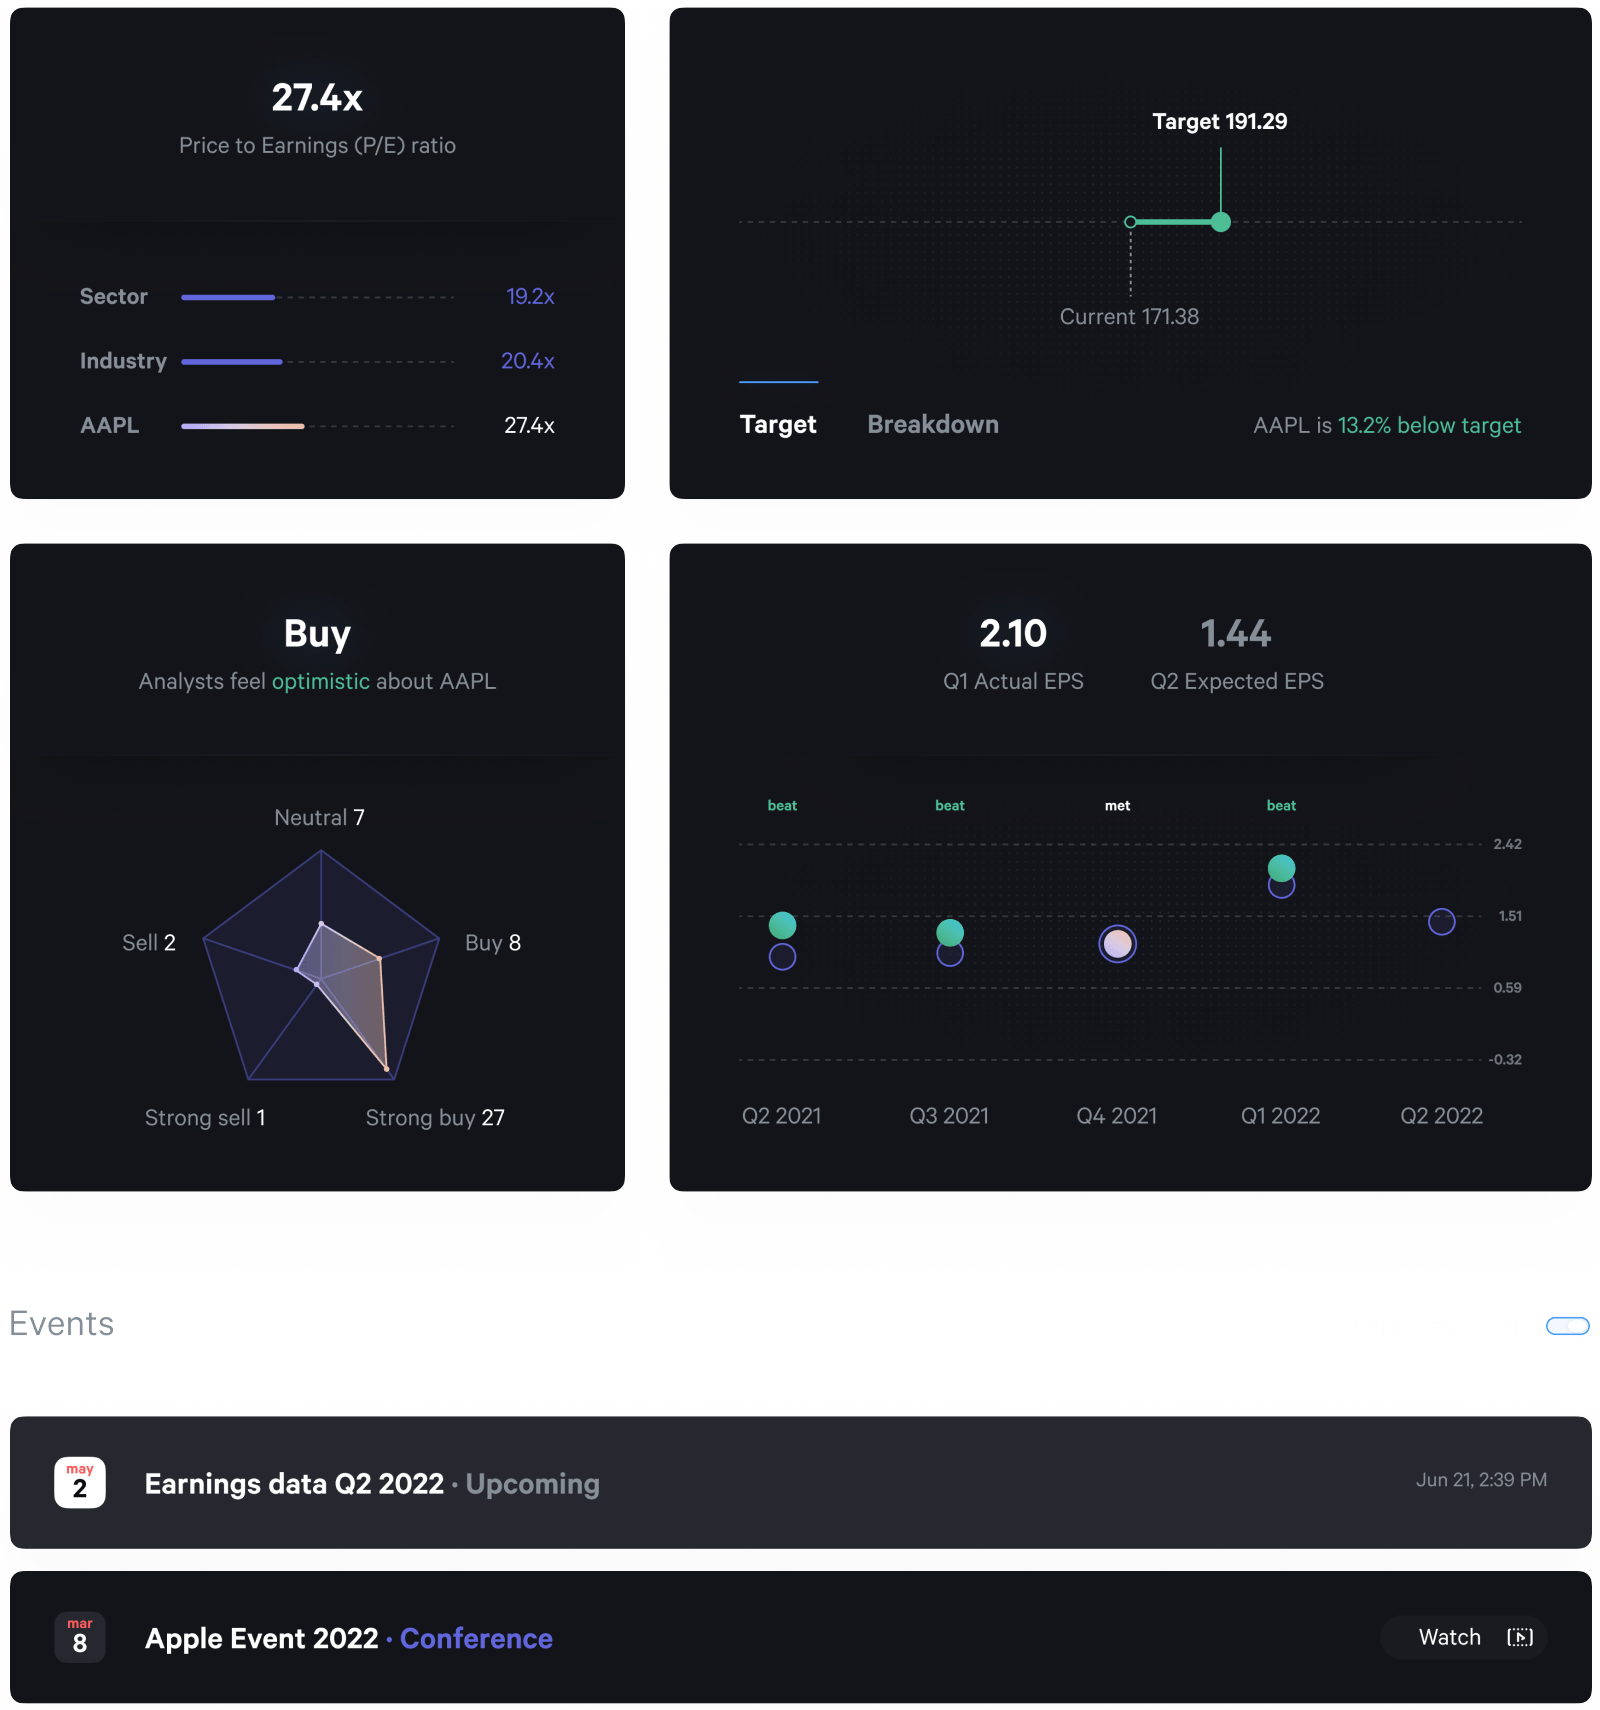 27.4x
Price to Earnings (P/E) ratio
Sector 19.2x
Industry 20.4x
AAPL 27.4x
Target 191.29
Current 171.38
Target Breakdown AAPL is 13.2% below target
Buy
Analysts feel optimistic about AAPL
Neutral 7
Sell 2 Buy 8
Strong sell 1 Strong buy 27
2.10 1.44
Q1 Actual EPS Q2 Expected EPS
beat beat met beat
2.42
1.51
0.59
-0.32
Q2 2021 Q3 2021 Q4 2021 Q1 2022 Q2 2022
Events
may
2
Earnings data Q2 2022 · Upcoming Jun 21, 2:39 PM
mar
8
Apple Event 2022 · Conference Watch